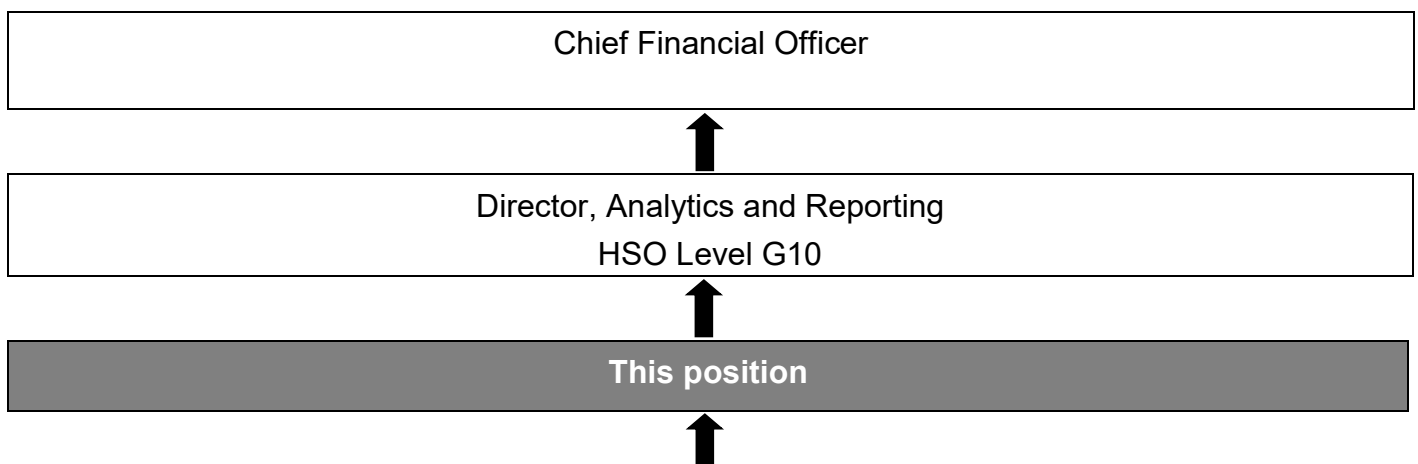 Chief Financial Officer
Director, Analytics and Reporting
HSO Level G10
This position